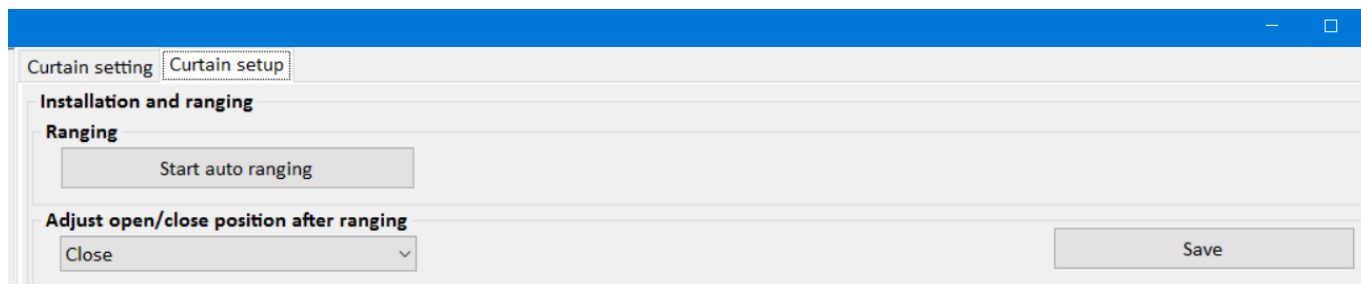 Curtain setting Curtain setup
Installation and ranging
Ranging
Start auto ranging
Adjust open/close position after ranging
Close Save